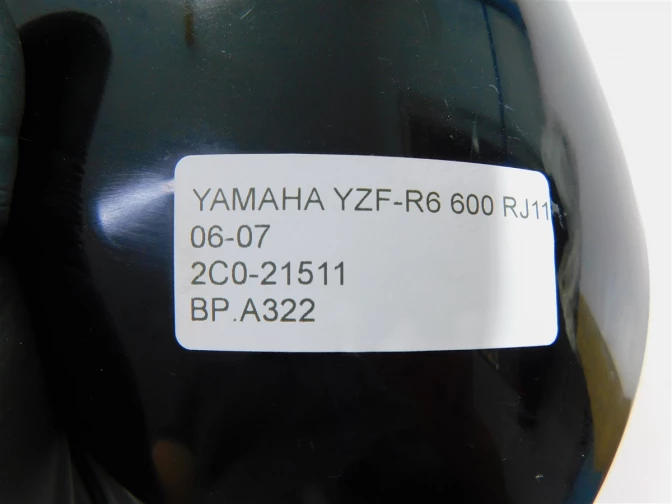 YAMAHA YZF-R6 600 RJ11
06-07
2C0-21511
BP.A322